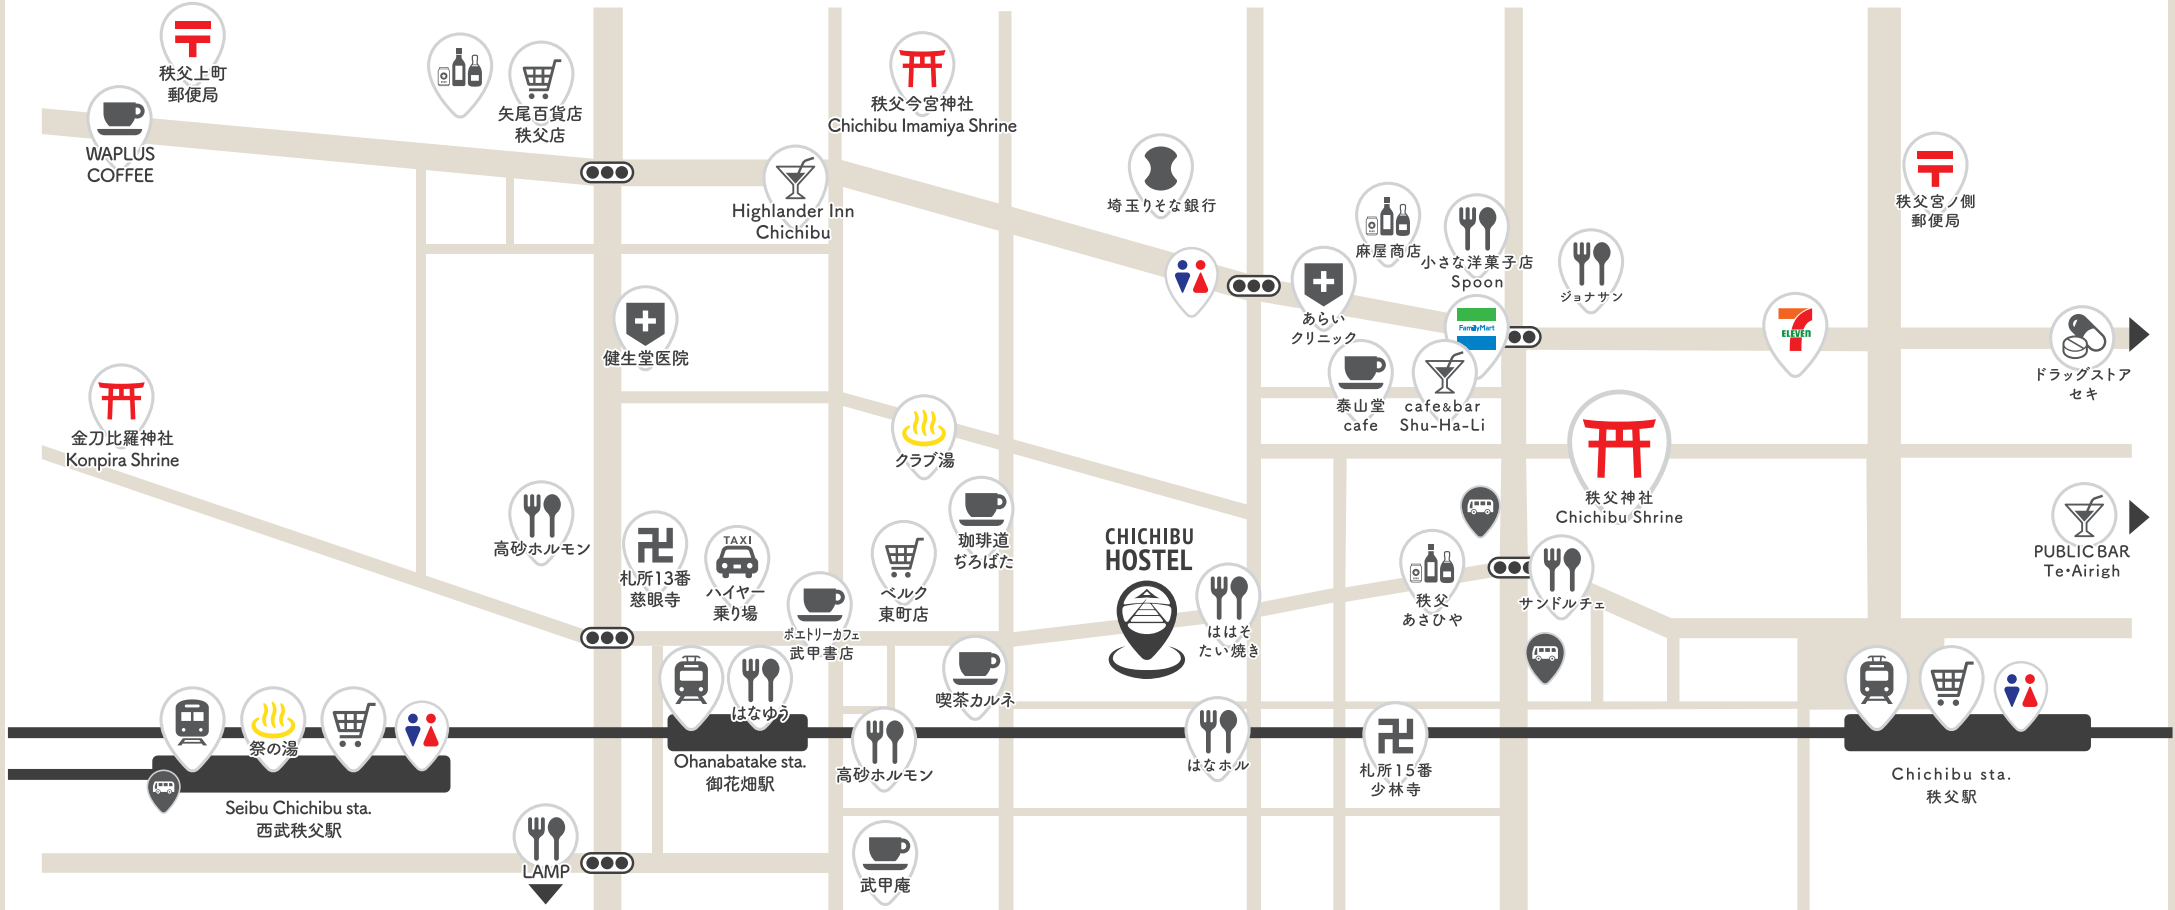 秩父上町
郵便局
WAPLUS
COFFEE
矢尾百貨店
秩父店
秩父今宮神社
Chichibu Imamiya Shrine
Highlander Inn
Chichibu
埼玉りそな銀行
麻屋商店
小さな洋菓子店
Spoon
ジョナサン
秩父宮ノ側
郵便局
あらい
クリニック
FamilyMart
7
ELEVEN
ドラッグストア
セキ
健生堂医院
金刀比羅神社
Konpira Shrine
泰山堂
cafe
cafe&bar
Shu-Ha-Li
クラブ湯
秩父神社
Chichibu Shrine
高砂ホルモン
札所13番
慈眼寺
TAXI
ハイヤー
乗り場
ポエトリーカフェ
武甲書店
ベルク
東町店
珈琲道
ぢろばた
CHICHIBU
HOSTEL
ははそ
たい焼き
秩父
あさひや
サンドルチェ
PUBLIC BAR
Te・Airigh
祭の湯
Seibu Chichibu sta.
西武秩父駅
はなゆう
Ohanabatake sta.
御花畑駅
喫茶カルネ
高砂ホルモン
はなホル
札所15番
少林寺
Chichibu sta.
秩父駅
LAMP
武甲庵